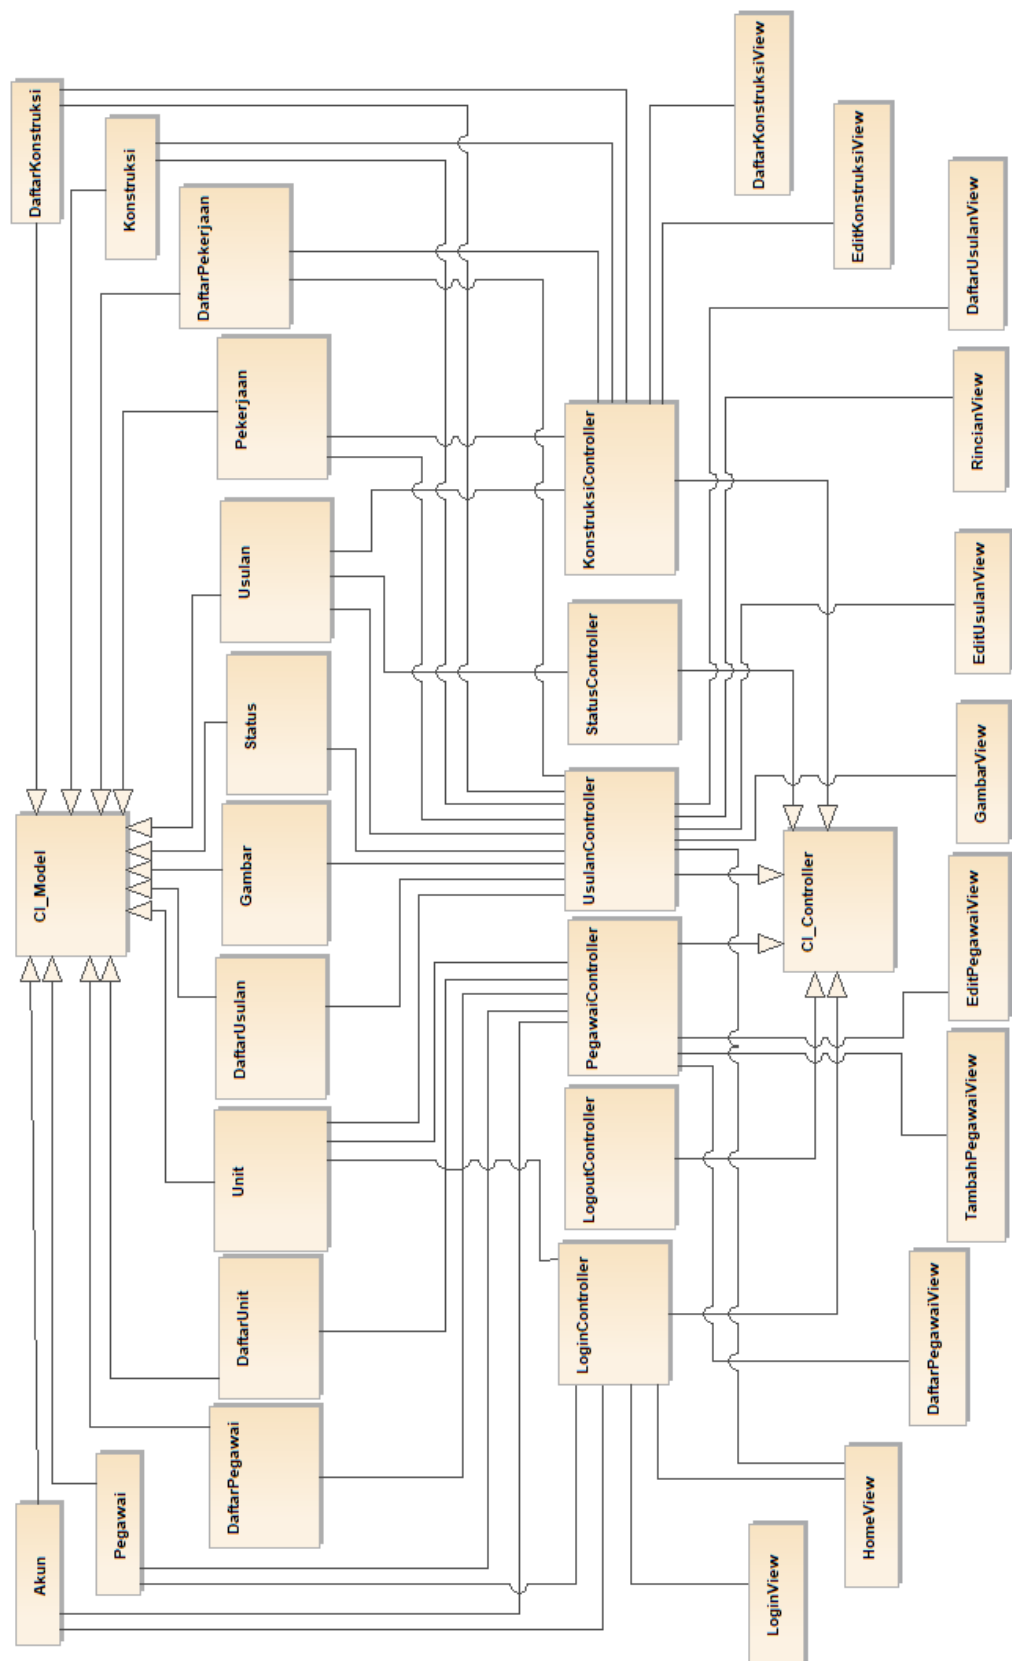 Akun
Pegawai
DaftarPegawai
DaftarUnit
Unit
DaftarUsulan
Gambar
Status
Usulan
Pekerjaan
DaftarPekerjaan
Konstruksi
DaftarKonstruksi
CI_Model
LoginController
LogoutController
PegawaiController
UsulanController
StatusController
KonstruksiController
CI_Controller
LoginView
HomeView
DaftarPegawaiView
TambahPegawaiView
EditPegawaiView
GambarView
EditUsulanView
RincianView
DaftarUsulanView
EditKonstruksiView
DaftarKonstruksiView